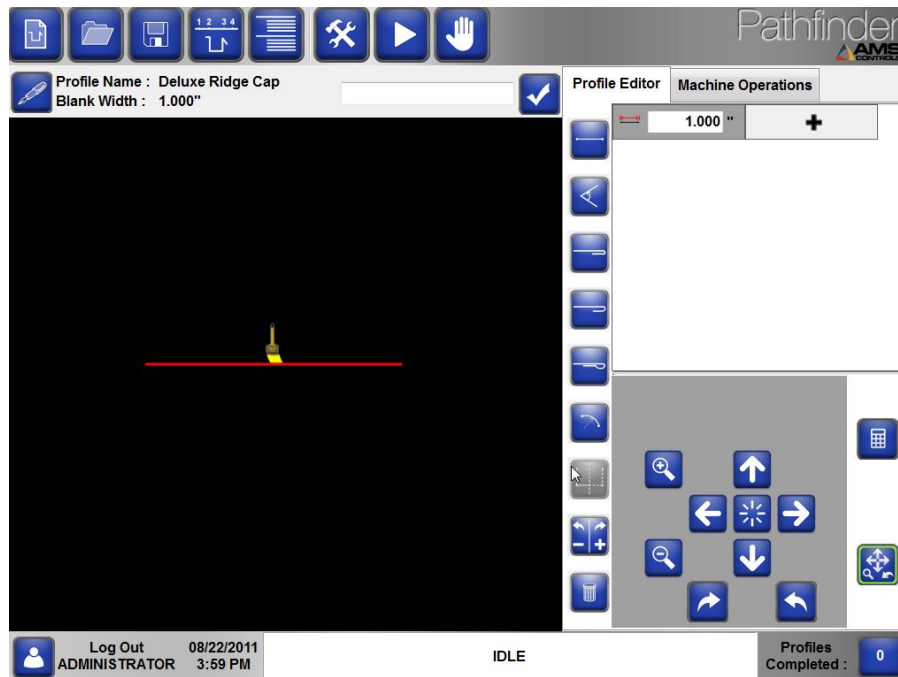 1 2 3 4
Pathfinder
AMS
CONTROLS
Profile Name : Deluxe Ridge Cap
Blank Width : 1.000"
Profile Editor
Machine Operations
1.000 "
Log Out
ADMINISTRATOR
08/22/2011
3:59 PM
IDLE
Profiles
Completed :
0